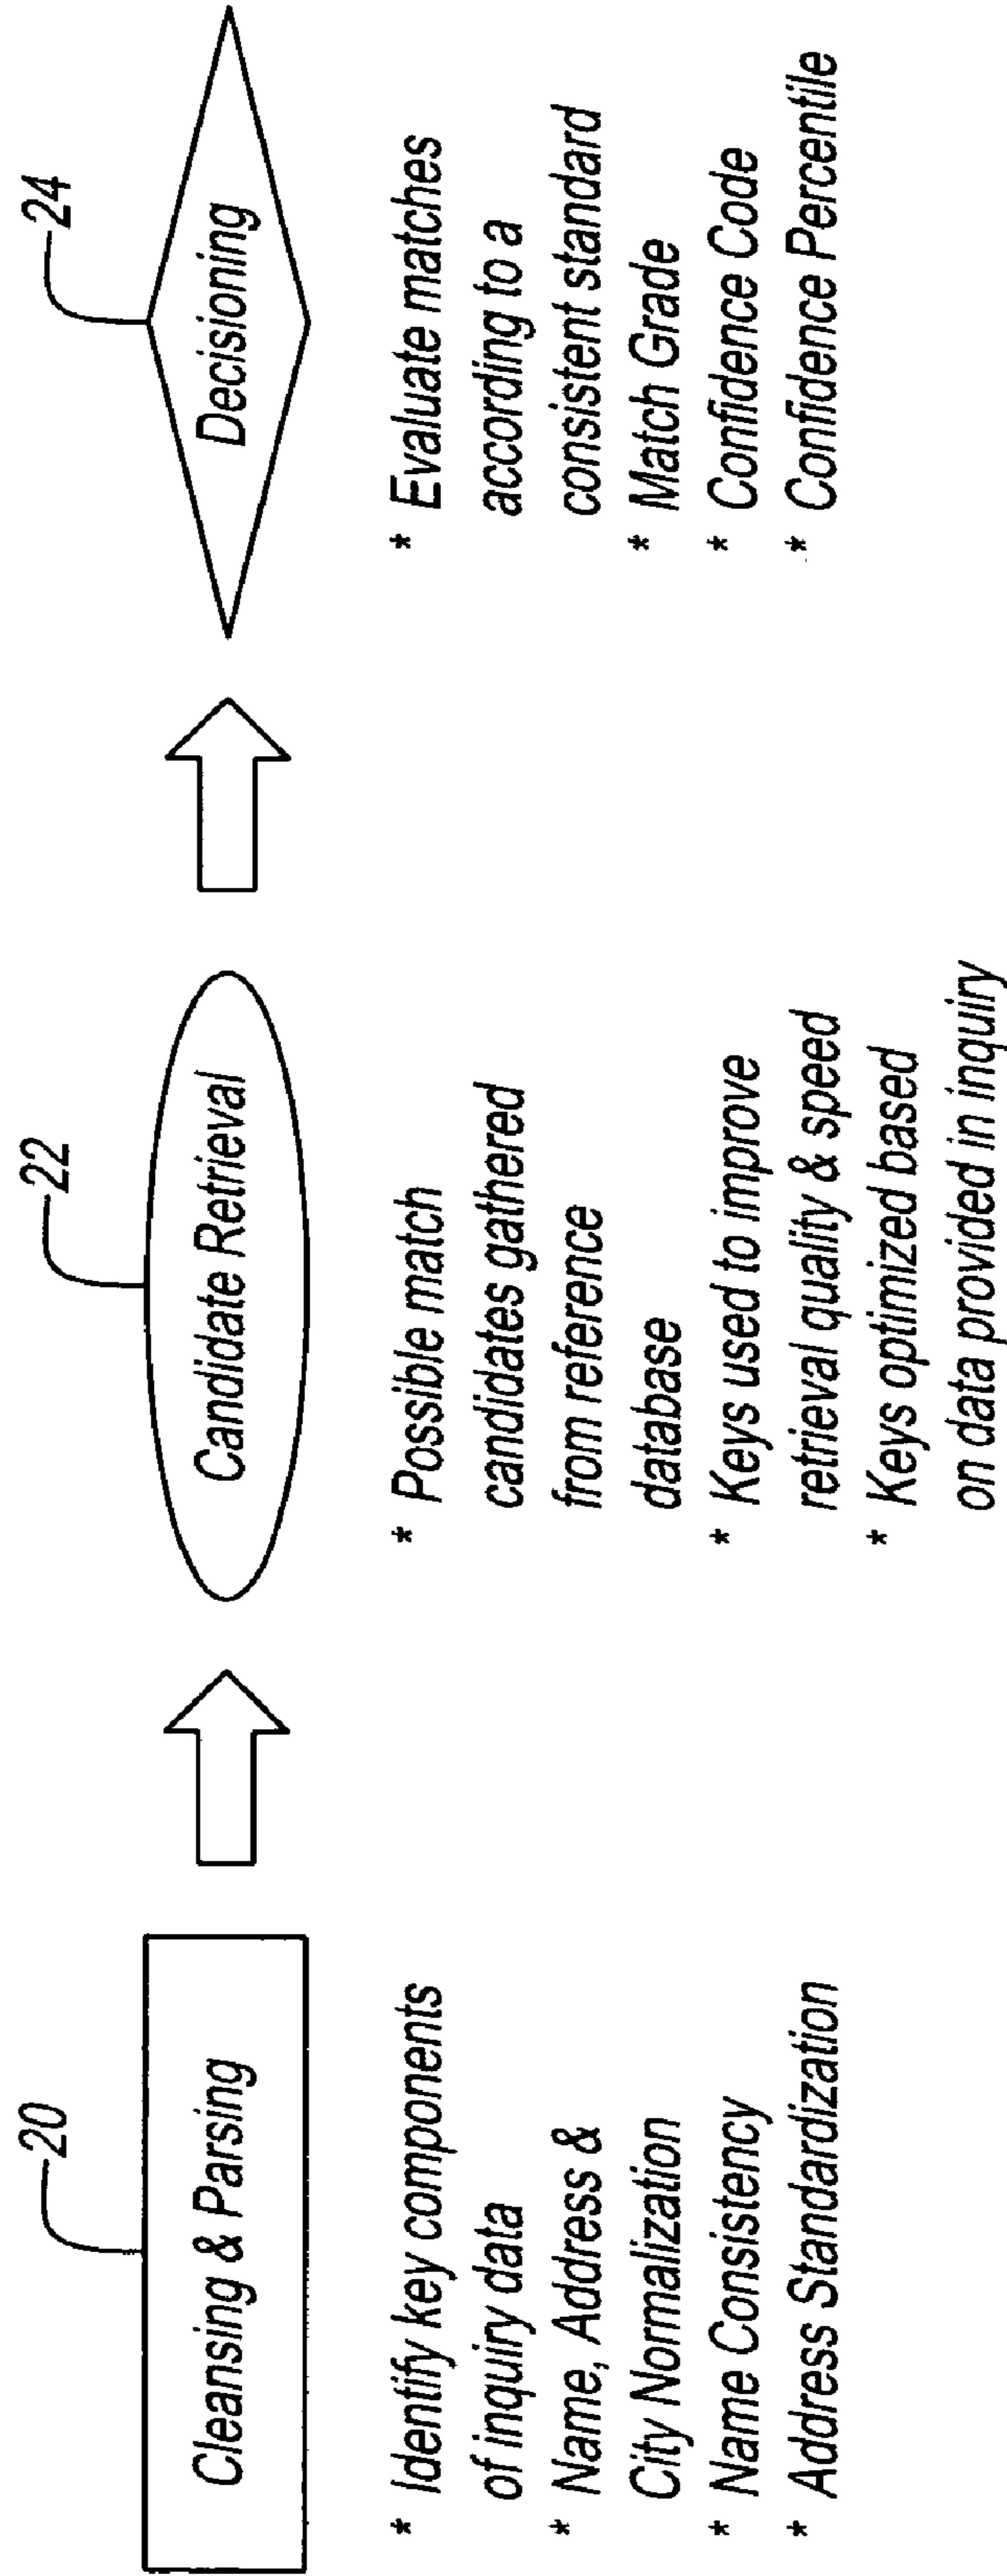 20
Cleansing & Parsing
* Identify key components
of inquiry data
* Name, Address &
City Normalization
* Name Consistency
* Address Standardization
22
Candidate Retrieval
* Possible match
candidates gathered
from reference
database
* Keys used to improve
retrieval quality & speed
* Keys optimized based
on data provided in inquiry
24
Decisioning
* Evaluate matches
according to a
consistent standard
* Match Grade
* Confidence Code
* Confidence Percentile